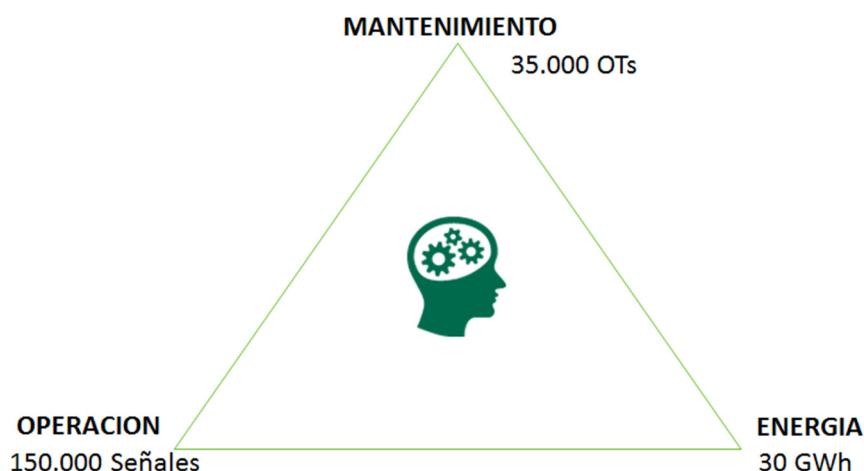 MANTENIMIENTO
35.000 OTs
OPERACION
150.000 Señales
ENERGIA
30 GWh